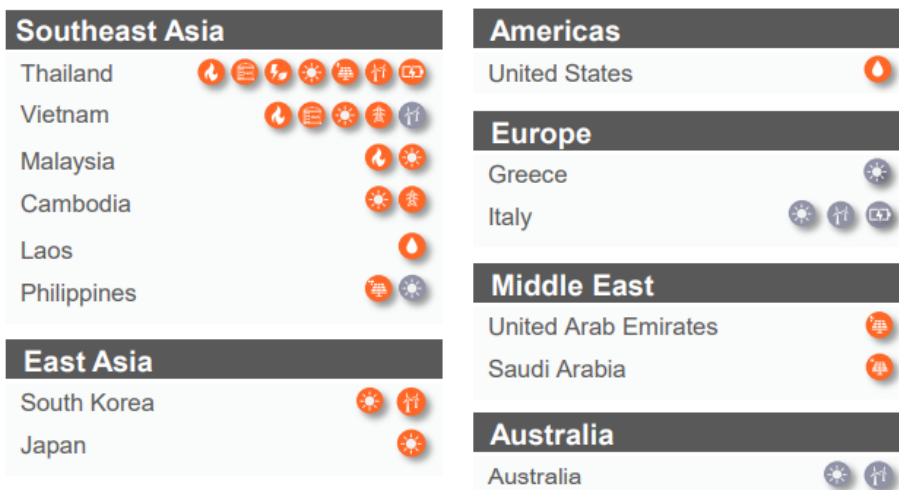 Southeast Asia
Thailand
Vietnam
Malaysia
Cambodia
Laos
Philippines
East Asia
South Korea
Japan
Americas
United States
Europe
Greece
Italy
Middle East
United Arab Emirates
Saudi Arabia
Australia
Australia